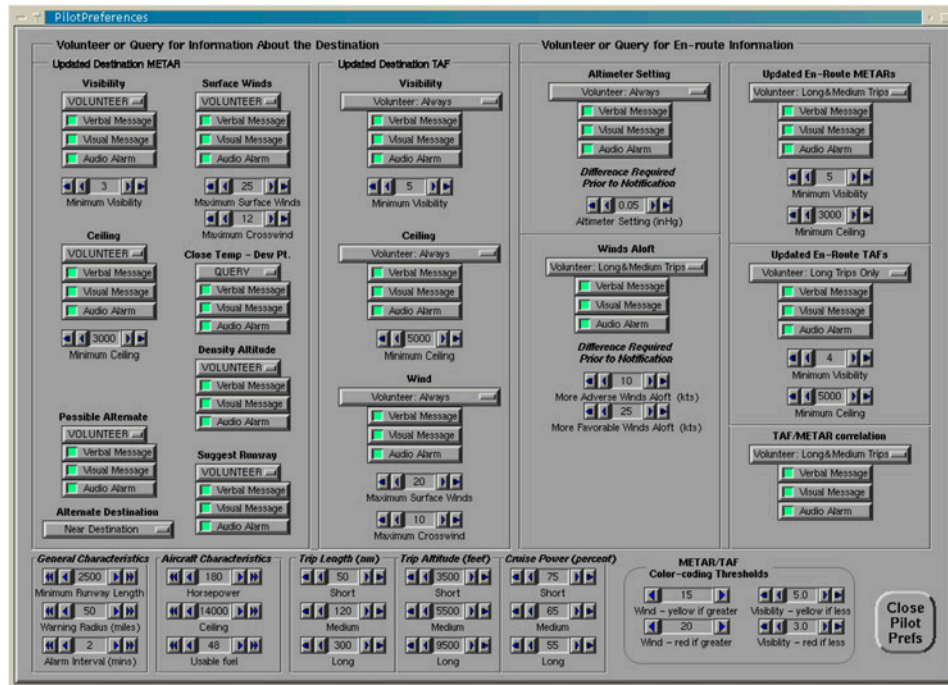 PilotPreferences
Volunteer or Query for Information About the Destination
Updated Destination METAR
Visibility
VOLUNTEER
Verbal Message
Visual Message
Audio Alarm
3
Minimum Visibility
Ceiling
VOLUNTEER
Verbal Message
Visual Message
Audio Alarm
3000
Minimum Ceiling
Possible Alternate
VOLUNTEER
Verbal Message
Visual Message
Audio Alarm
Alternate Destination
Near Destination
Surface Winds
VOLUNTEER
Verbal Message
Visual Message
Audio Alarm
25
Maximum Surface Winds
12
Maximum Crosswind
Close Temp - Dew Pt.
QUERY
Verbal Message
Visual Message
Audio Alarm
Density Altitude
VOLUNTEER
Verbal Message
Visual Message
Audio Alarm
Suggest Runway
VOLUNTEER
Verbal Message
Visual Message
Audio Alarm
Updated Destination TAF
Visibility
Volunteer: Always
Verbal Message
Visual Message
Audio Alarm
5
Minimum Visibility
Ceiling
Volunteer: Always
Verbal Message
Visual Message
Audio Alarm
5000
Minimum Ceiling
Wind
Volunteer: Always
Verbal Message
Visual Message
Audio Alarm
20
Maximum Surface Winds
10
Maximum Crosswind
Volunteer or Query for En-route Information
Altimeter Setting
Volunteer: Always
Verbal Message
Visual Message
Audio Alarm
Difference Required
Prior to Notification
0.05
Altimeter Setting (inHg)
Winds Aloft
Volunteer: Long&Medium Trips
Verbal Message
Visual Message
Audio Alarm
Difference Required
Prior to Notification
10
More Adverse Winds Aloft (kts)
25
More Favorable Winds Aloft (kts)
Updated En-Route METARs
Volunteer: Long&Medium Trips
Verbal Message
Visual Message
Audio Alarm
5
Minimum Visibility
3000
Minimum Ceiling
Updated En-Route TAFs
Volunteer: Long Trips Only
Verbal Message
Visual Message
Audio Alarm
4
Minimum Visibility
5000
Minimum Ceiling
TAF/METAR correlation
Volunteer: Long&Medium Trips
Verbal Message
Visual Message
Audio Alarm
General Characteristics
2500
Minimum Runway Length
50
Warning Radius (miles)
2
Alarm Interval (mins)
Aircraft Characteristics
180
Horsepower
14000
Ceiling
48
Usable fuel
Trip Length (nm)
50
Short
120
Medium
300
Long
Trip Altitude (feet)
3500
Short
5500
Medium
9500
Long
Cruise Power (percent)
75
Short
65
Medium
55
Long
METAR/TAF
Color-coding Thresholds
15
Wind - yellow if greater
20
Wind - red if greater
5.0
Visiblity - yellow if less
3.0
Visiblity - red if less
Close
Pilot
Prefs